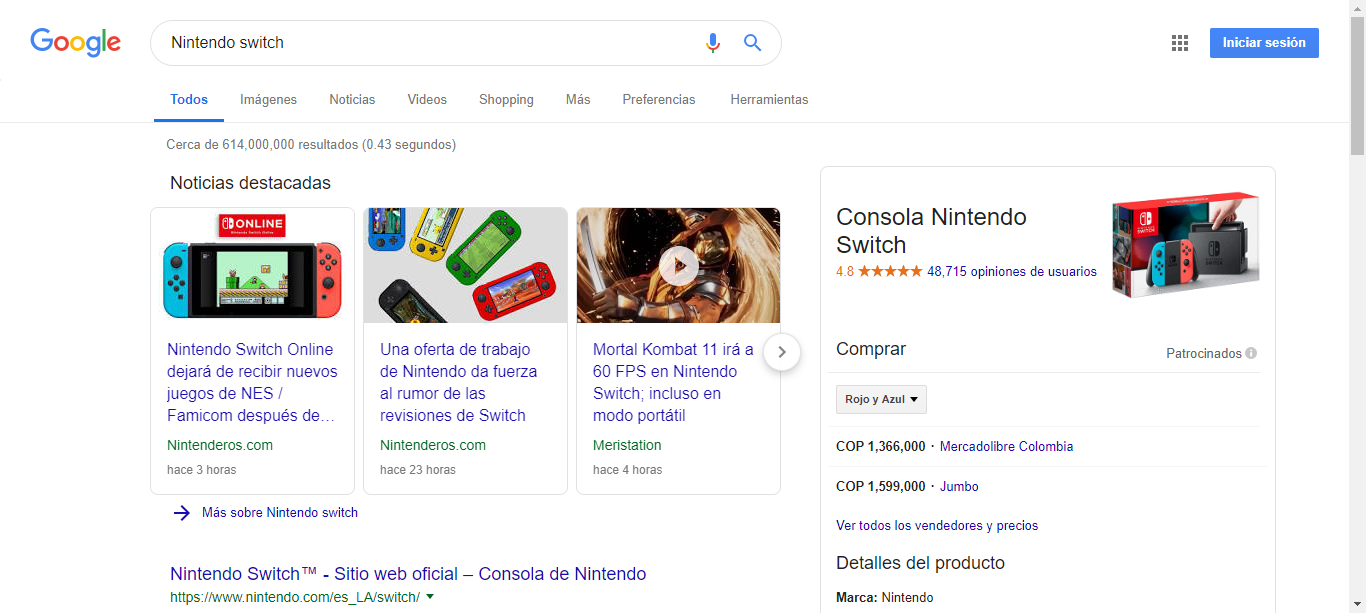 Google
Nintendo switch
Iniciar sesión
Todos
Imágenes
Noticias
Videos
Shopping
Más
Preferencias
Herramientas
Cerca de 614,000,000 resultados (0.43 segundos)
Noticias destacadas
ONLINE
Nintendo Switch Online
Nintendo Switch Online
dejará de recibir nuevos
juegos de NES /
Famicom después de…
Nintenderos.com
hace 3 horas
Una oferta de trabajo
de Nintendo da fuerza
al rumor de las
revisiones de Switch
Nintenderos.com
hace 23 horas
Mortal Kombat 11 irá a
60 FPS en Nintendo
Switch; incluso en
modo portátil
Meristation
hace 4 horas
Más sobre Nintendo switch
Nintendo Switch™ - Sitio web oficial – Consola de Nintendo
https://www.nintendo.com/es_LA/switch/
Consola Nintendo
Switch
4.8 ★★★★★ 48,715 opiniones de usuarios
SWITCH
Comprar
Patrocinados
Rojo y Azul
COP 1,366,000 · Mercadolibre Colombia
COP 1,599,000 · Jumbo
Ver todos los vendedores y precios
Detalles del producto
Marca: Nintendo